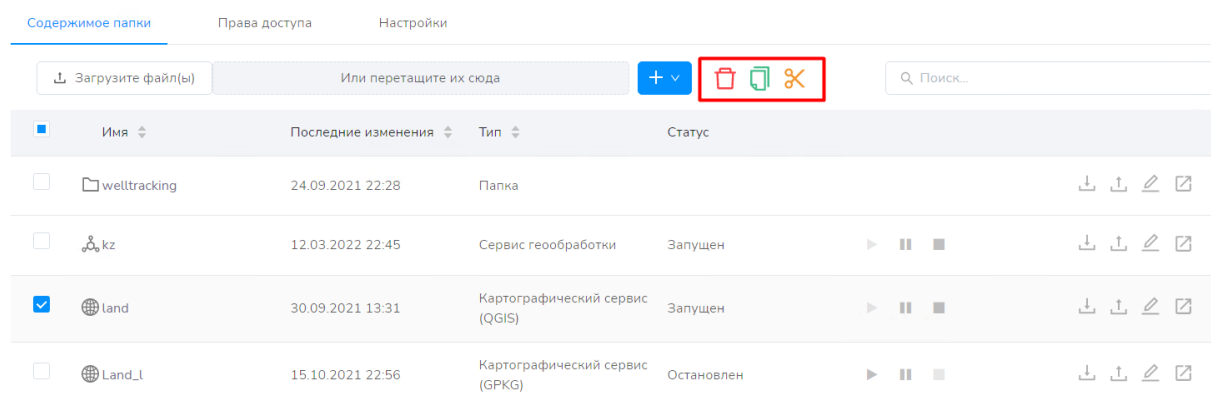 Содержимое папки Права доступа Настройки
Загрузите файл(ы) Или перетащите их сюда Поиск...
Имя Последние изменения Тип Статус
welltracking 24.09.2021 22:28 Папка
kz 12.03.2022 22:45 Сервис геообработки Запущен
land 30.09.2021 13:31 Картографический сервис (QGIS) Запущен
Land_l 15.10.2021 22:56 Картографический сервис (GPKG) Остановлен